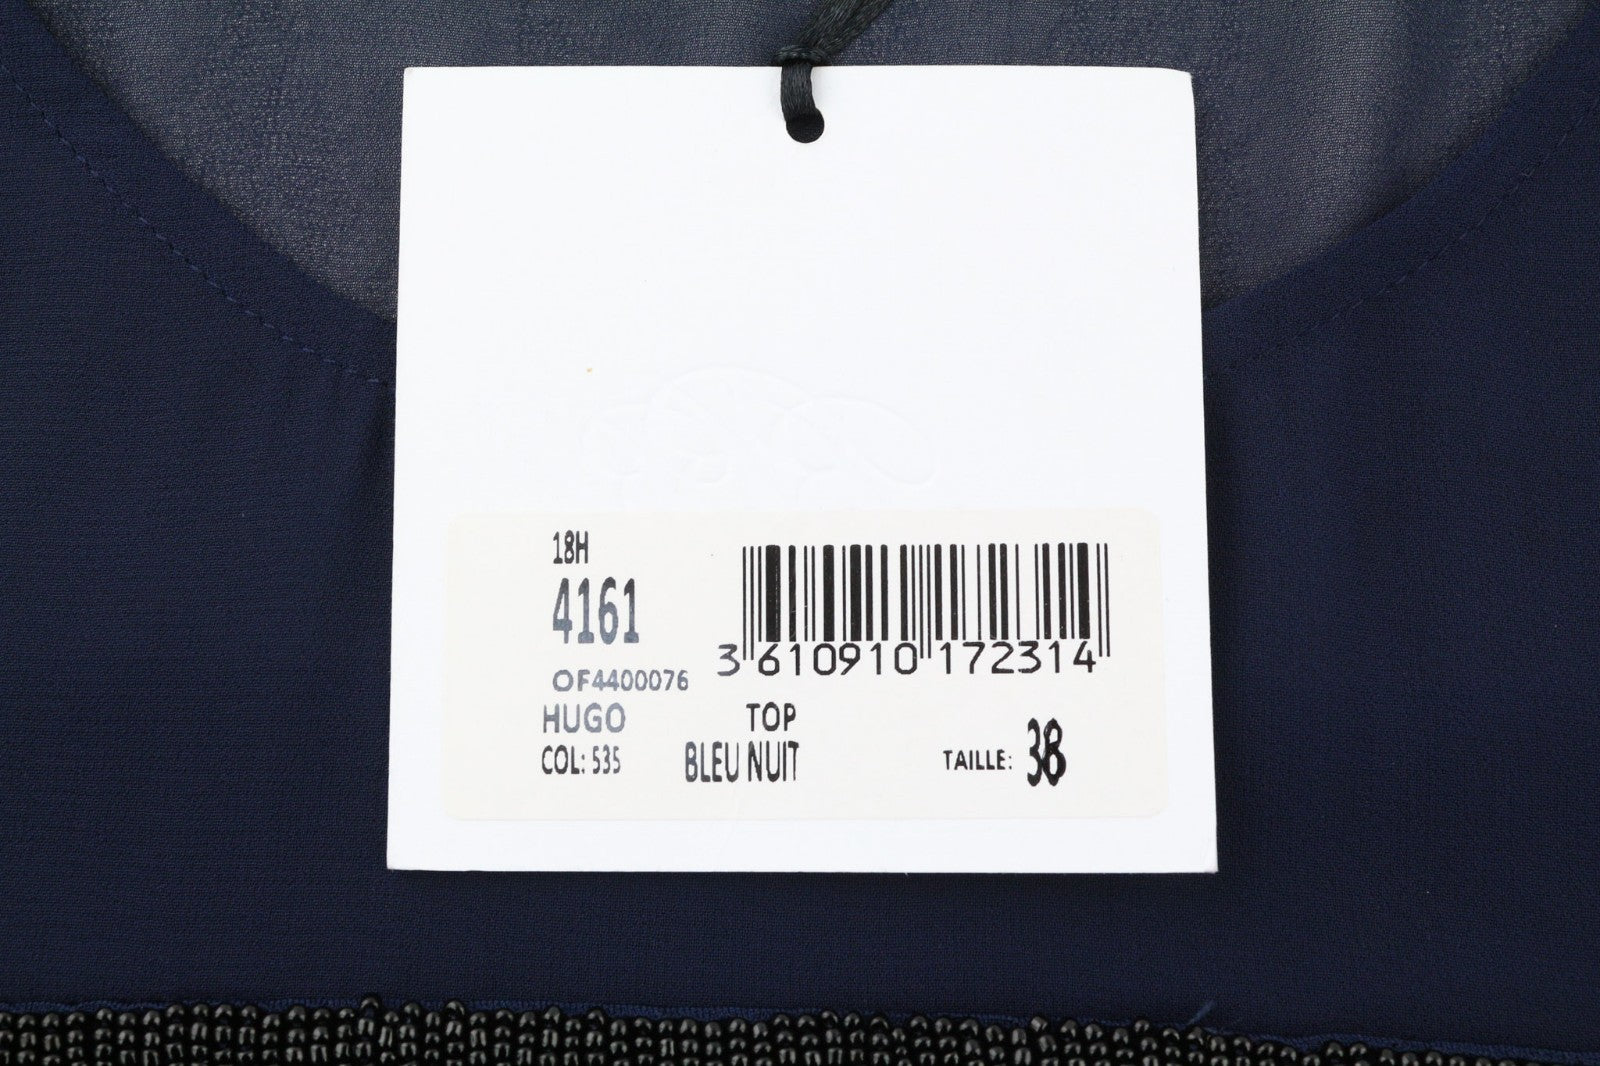 18H
4161
OF4400076
3 610910 172314
HUGO TOP
COL: 535 BLEU NUIT TAILLE: 38